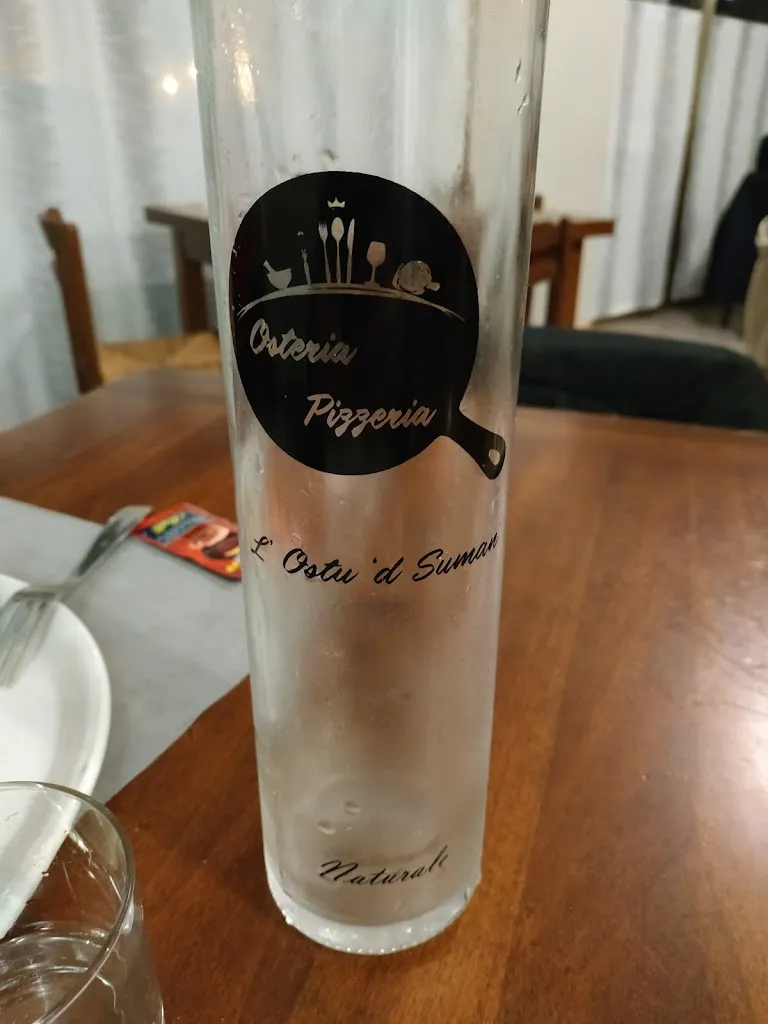 Osteria
Pizzeria
L' Ostu 'd Suman
Naturale